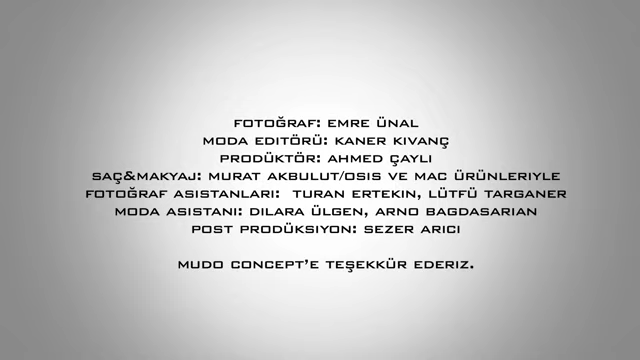 FOTOĞRAF: EMRE ÜNAL
MODA EDITÖRÜ: KANER KIVANÇ
PRODÜKTÖR: AHMED ÇAYLI
SAÇ&MAKYAJ: MURAT AKBULUT/OSIS VE MAC ÜRÜNLERIYLE
FOTOĞRAF ASISTANLARI: TURAN ERTEKIN, LÜTFÜ TARGANER
MODA ASISTANI: DILARA ÜLGEN, ARNO BAGDASARIAN
POST PRODÜKSIYON: SEZER ARICI
MUDO CONCEPT'E TEŞEKKÜR EDERIZ.